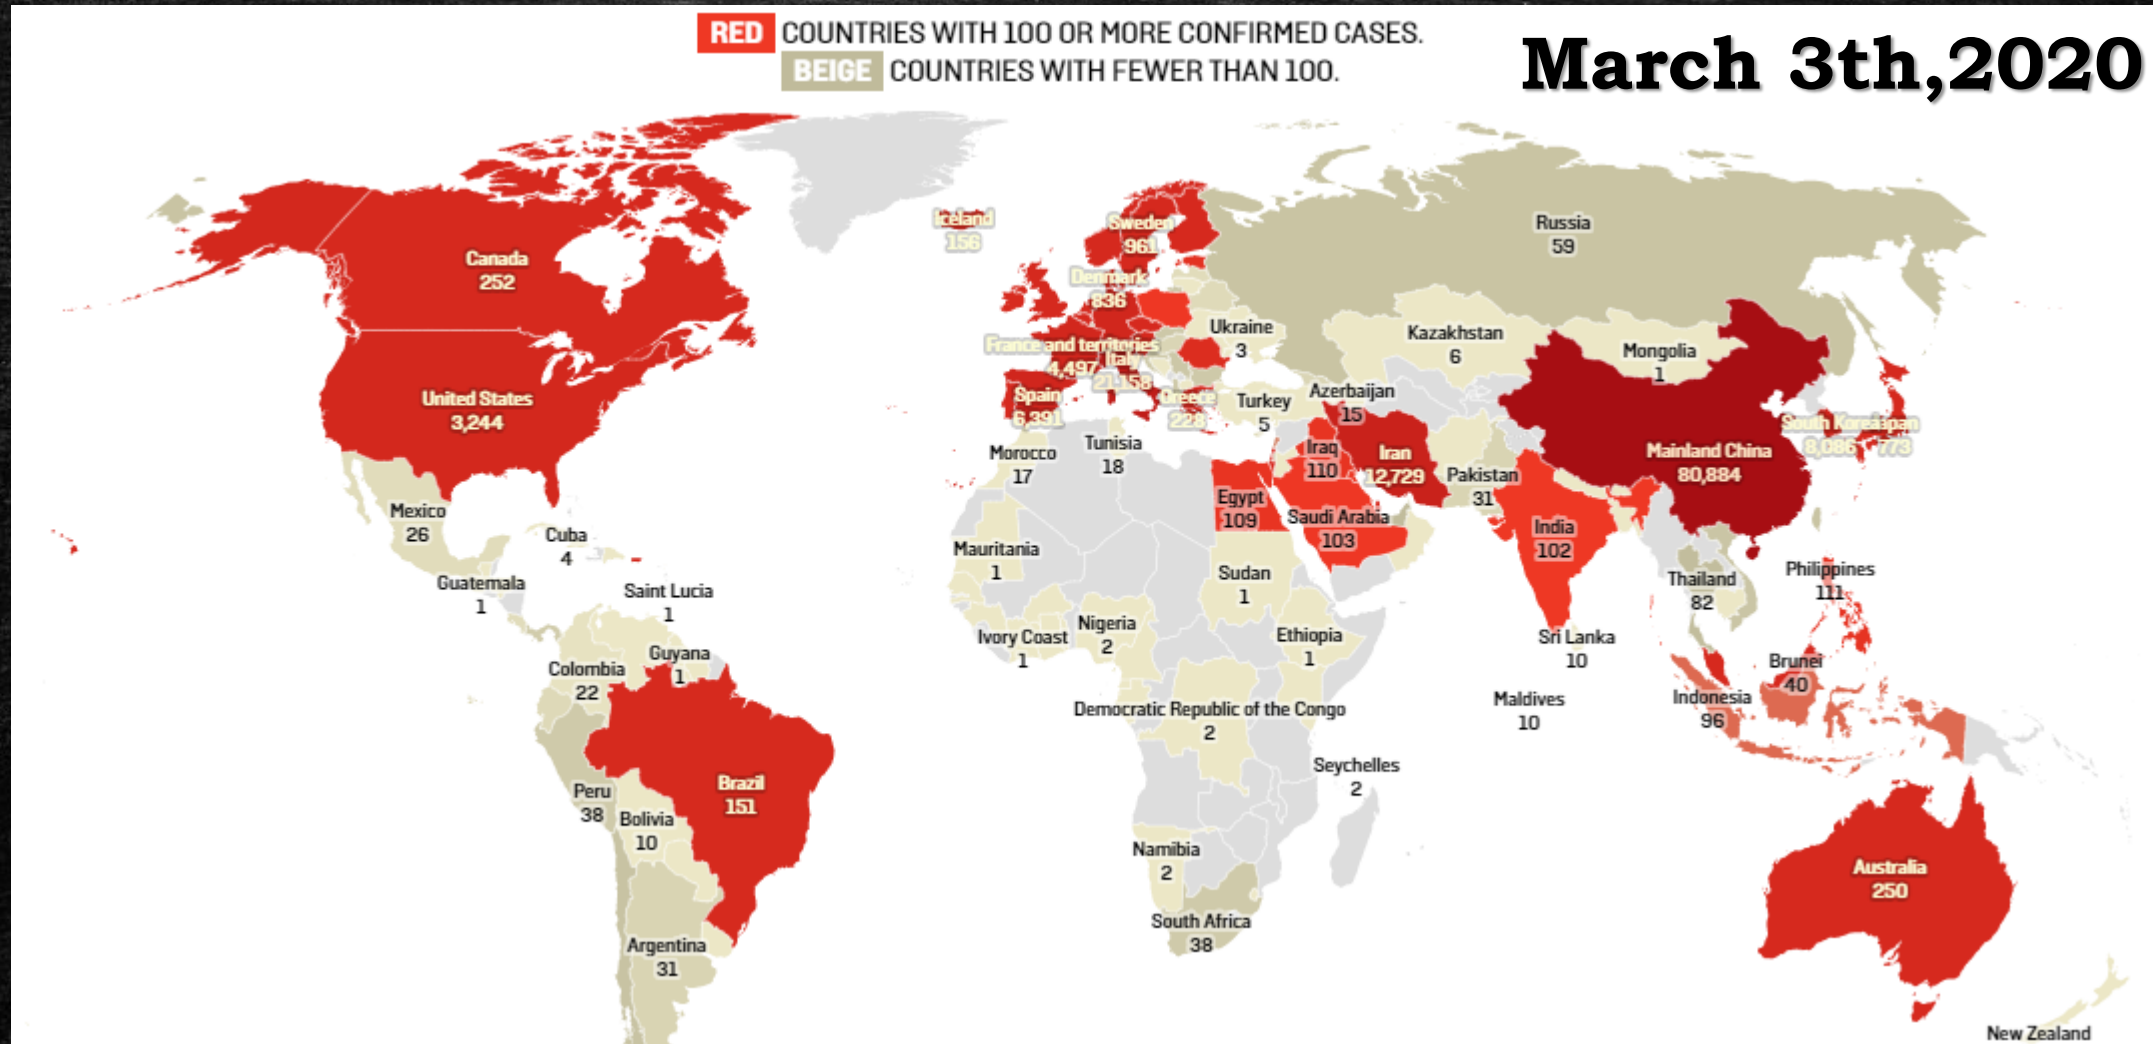 RED COUNTRIES WITH 100 OR MORE CONFIRMED CASES.
BEIGE COUNTRIES WITH FEWER THAN 100.
March 3th,2020
Iceland
156
Sweden
961
Russia
59
Canada
252
Denmark
836
Ukraine
3
Kazakhstan
6
Mongolia
1
France and territories
4,497
Italy
21,158
United States
3,244
Spain
6,391
Greece
228
Turkey
5
Azerbaijan
15
South Korea
8,086
Japan
773
Morocco
17
Tunisia
18
Iraq
110
Iran
12,729
Pakistan
31
Mainland China
80,884
Mexico
26
Cuba
4
Egypt
109
Saudi Arabia
103
India
102
Mauritania
1
Sudan
1
Thailand
82
Philippines
111
Guatemala
1
Saint Lucia
1
Ivory Coast
1
Nigeria
2
Ethiopia
1
Sri Lanka
10
Guyana
1
Colombia
22
Brunei
40
Maldives
10
Indonesia
96
Democratic Republic of the Congo
2
Seychelles
2
Peru
38
Brazil
151
Bolivia
10
Namibia
2
Australia
250
South Africa
38
Argentina
31
New Zealand